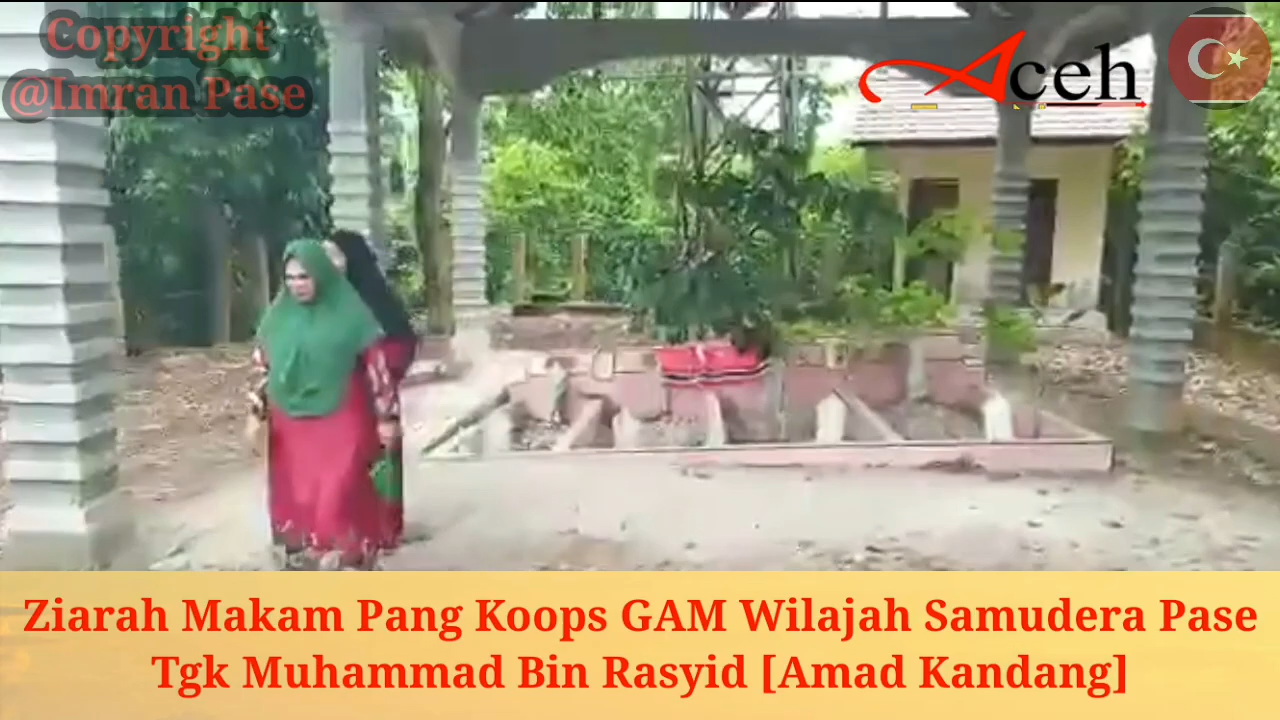 Copyright
@Imran Pase
Aceh
Ziarah Makam Pang Koops GAM Wilajah Samudera Pase
Tgk Muhammad Bin Rasyid [Amad Kandang]